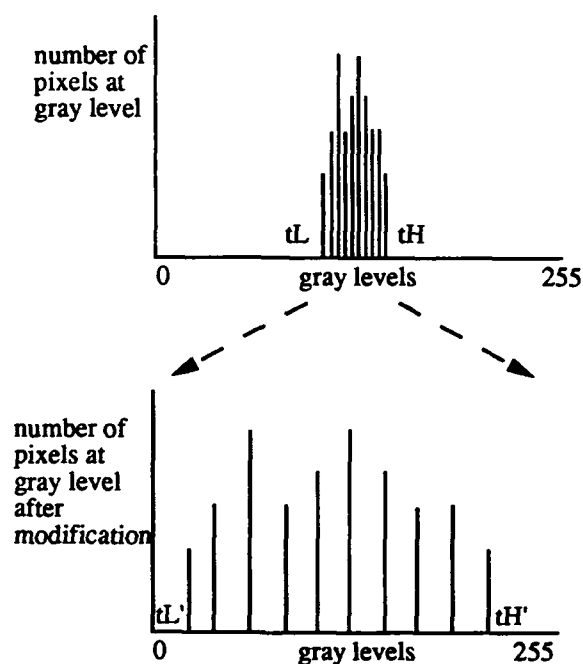 number of
pixels at
gray level
tL tH
0 gray levels 255
number of
pixels at
gray level
after
modification
tL' tH'
0 gray levels 255